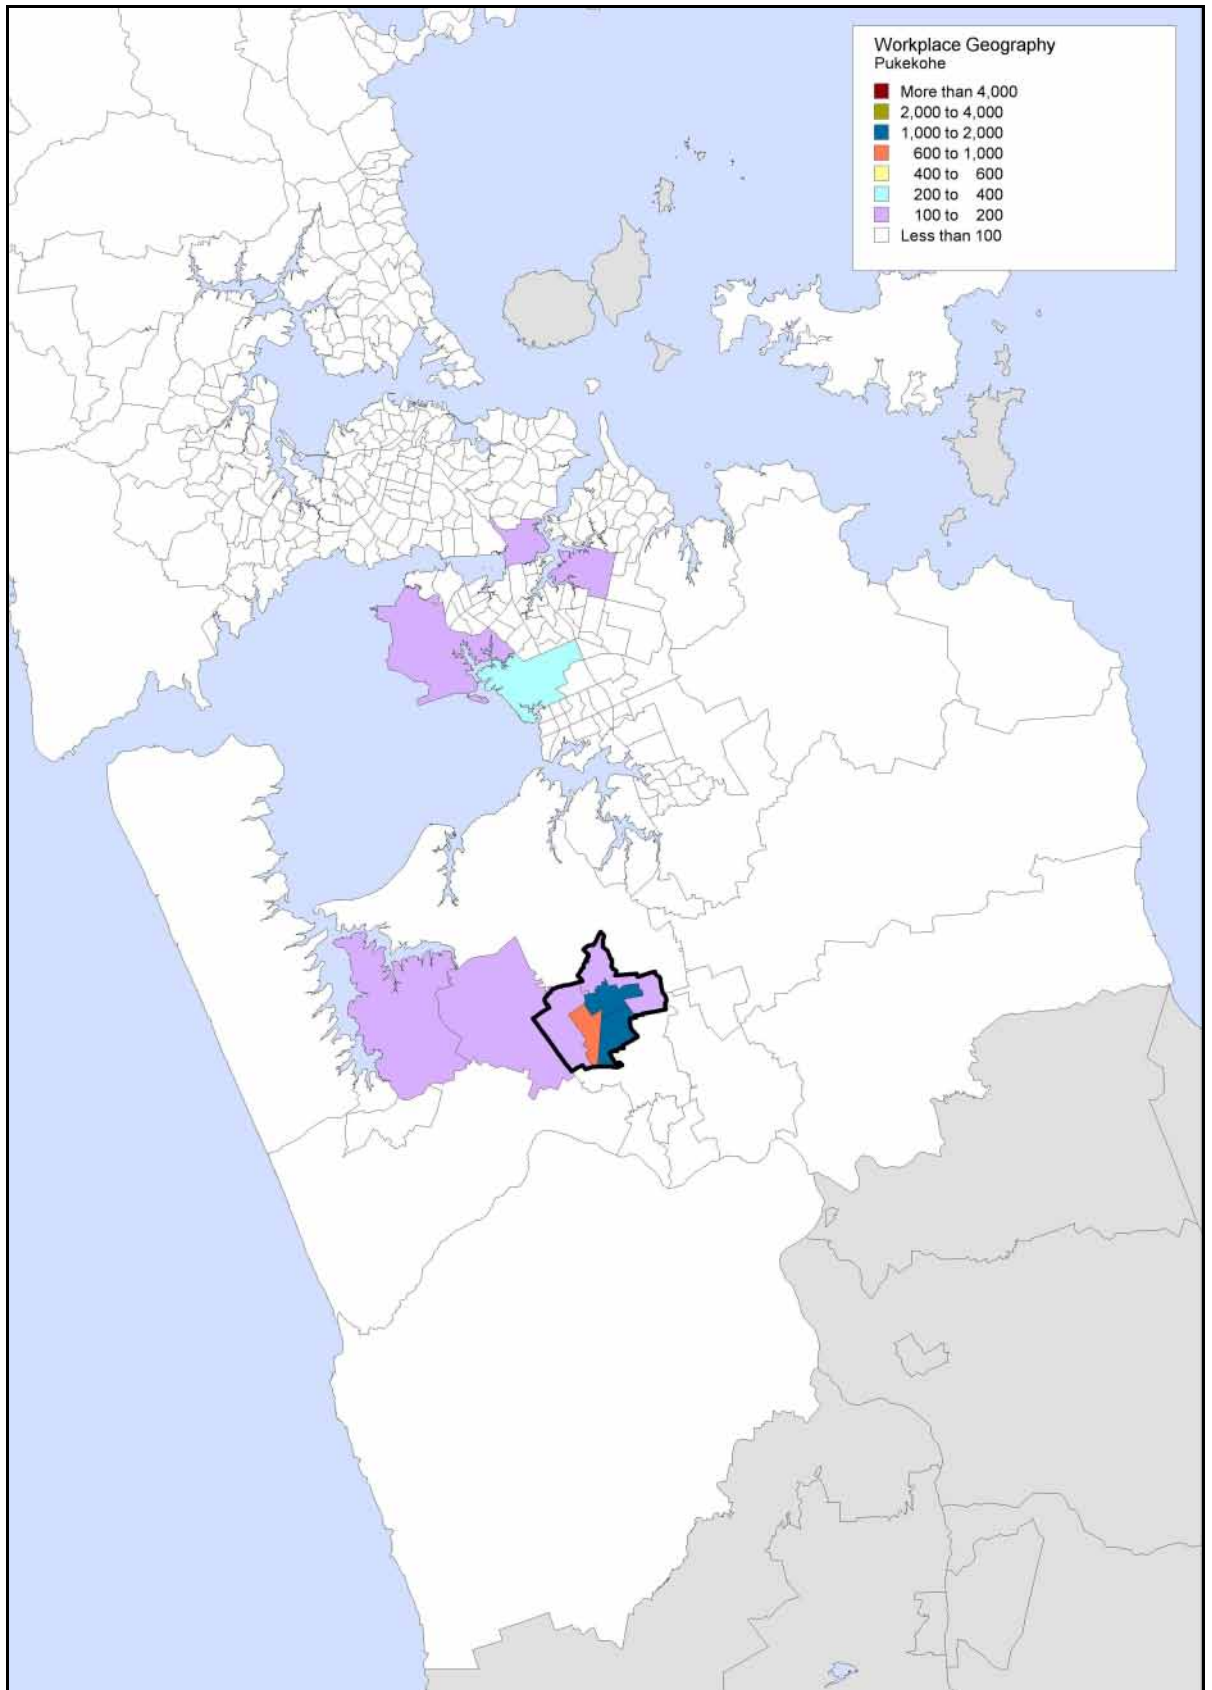 Workplace Geography
Pukekohe
More than 4,000
2,000 to 4,000
1,000 to 2,000
600 to 1,000
400 to 600
200 to 400
100 to 200
Less than 100